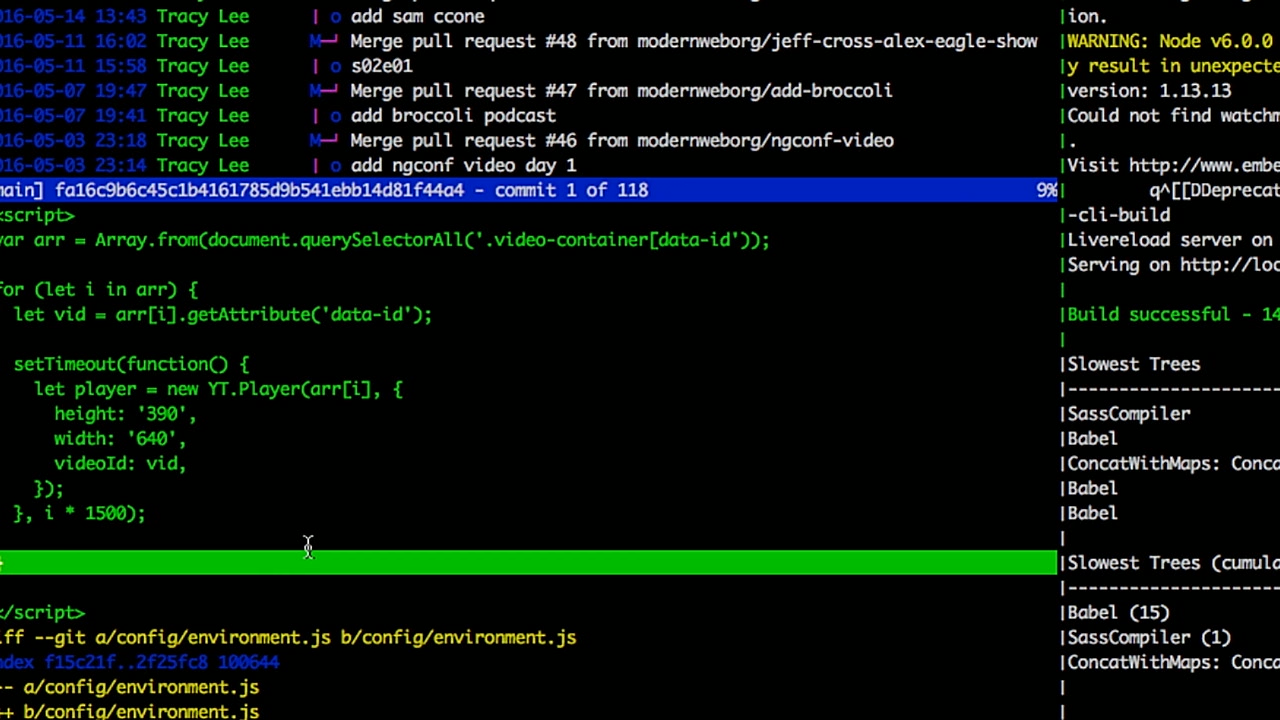 016-05-14 13:43 Tracy Lee | o add sam ccone
016-05-11 16:02 Tracy Lee M─┘ Merge pull request #48 from modernweborg/jeff-cross-alex-eagle-show
016-05-11 15:58 Tracy Lee | o s02e01
016-05-07 19:47 Tracy Lee M─┘ Merge pull request #47 from modernweborg/add-broccoli
016-05-07 19:41 Tracy Lee | o add broccoli podcast
016-05-03 23:18 Tracy Lee M─┘ Merge pull request #46 from modernweborg/ngconf-video
016-05-03 23:14 Tracy Lee | o add ngconf video day 1
main] fa16c9b6c45c1b4161785d9b541ebb14d81f44a4 - commit 1 of 118 9%
<script>
var arr = Array.from(document.querySelectorAll('.video-container[data-id'));
for (let i in arr) {
let vid = arr[i].getAttribute('data-id');
setTimeout(function() {
let player = new YT.Player(arr[i], {
height: '390',
width: '640',
videoId: vid,
});
}, i * 1500);
}
</script>
iff --git a/config/environment.js b/config/environment.js
ndex f15c21f..2f25fc8 100644
-- a/config/environment.js
++ b/config/environment.js
|ion.
|WARNING: Node v6.0.0
|y result in unexpecte
|version: 1.13.13
|Could not find watchm
|.
|Visit http://www.embe
| q^[[DDeprecat
|-cli-build
|Livereload server on
|Serving on http://loc
|
|Build successful - 14
|
|Slowest Trees
|----------------------
|SassCompiler
|Babel
|ConcatWithMaps: Conca
|Babel
|Babel
|
|Slowest Trees (cumula
|----------------------
|Babel (15)
|SassCompiler (1)
|ConcatWithMaps: Conca
|
|